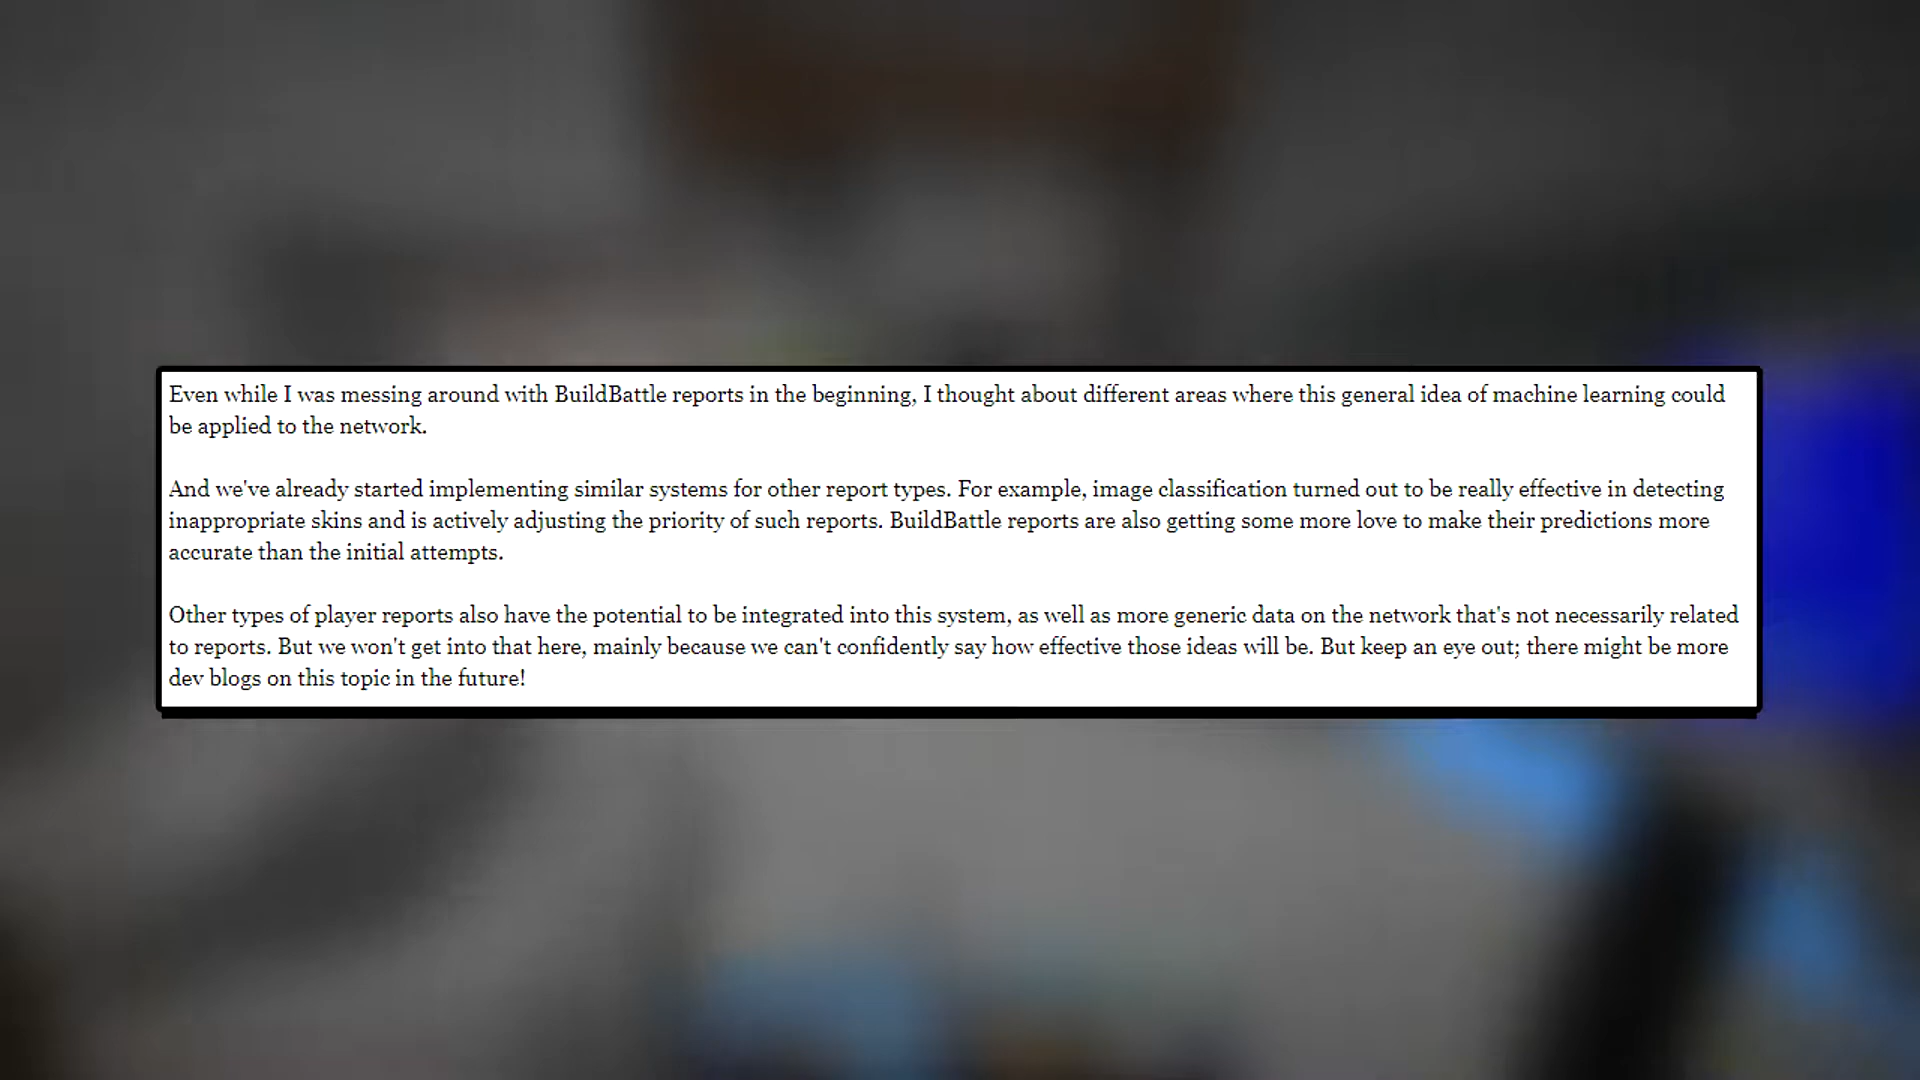 Even while I was messing around with BuildBattle reports in the beginning, I thought about different areas where this general idea of machine learning could
be applied to the network.
And we've already started implementing similar systems for other report types. For example, image classification turned out to be really effective in detecting
inappropriate skins and is actively adjusting the priority of such reports. BuildBattle reports are also getting some more love to make their predictions more
accurate than the initial attempts.
Other types of player reports also have the potential to be integrated into this system, as well as more generic data on the network that's not necessarily related
to reports. But we won't get into that here, mainly because we can't confidently say how effective those ideas will be. But keep an eye out; there might be more
dev blogs on this topic in the future!